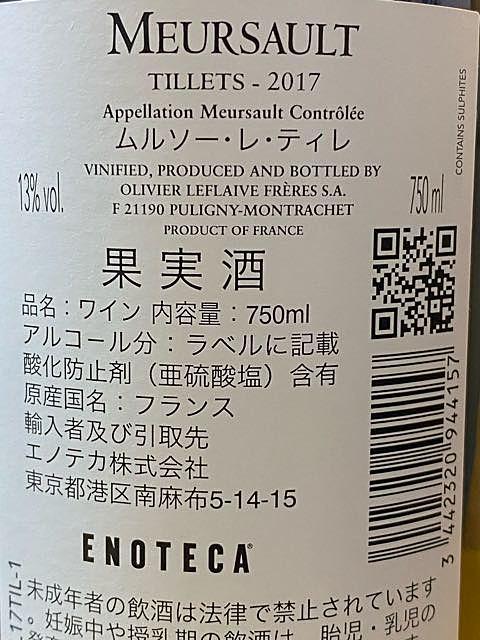 MEURSAULT
TILLETS - 2017
Appellation Meursault Contrôlée
ムルソー・レ・ティレ
VINIFIED, PRODUCED AND BOTTLED BY
OLIVIER LEFLAIVE FRÈRES S.A.
F 21190 PULIGNY-MONTRACHET
PRODUCT OF FRANCE
13% vol.
750 ml
CONTAINS SULPHITES
果実酒
品名：ワイン 内容量：750ml
アルコール分：ラベルに記載
酸化防止剤（亜硫酸塩）含有
原産国名：フランス
輸入者及び引取先
エノテカ株式会社
東京都港区南麻布5-14-15
3 442320 944157
ENOTECA
.17TIL-1
未成年者の飲酒は法律で禁止されています
。妊娠中や授乳期の飲酒は、胎児・乳児の